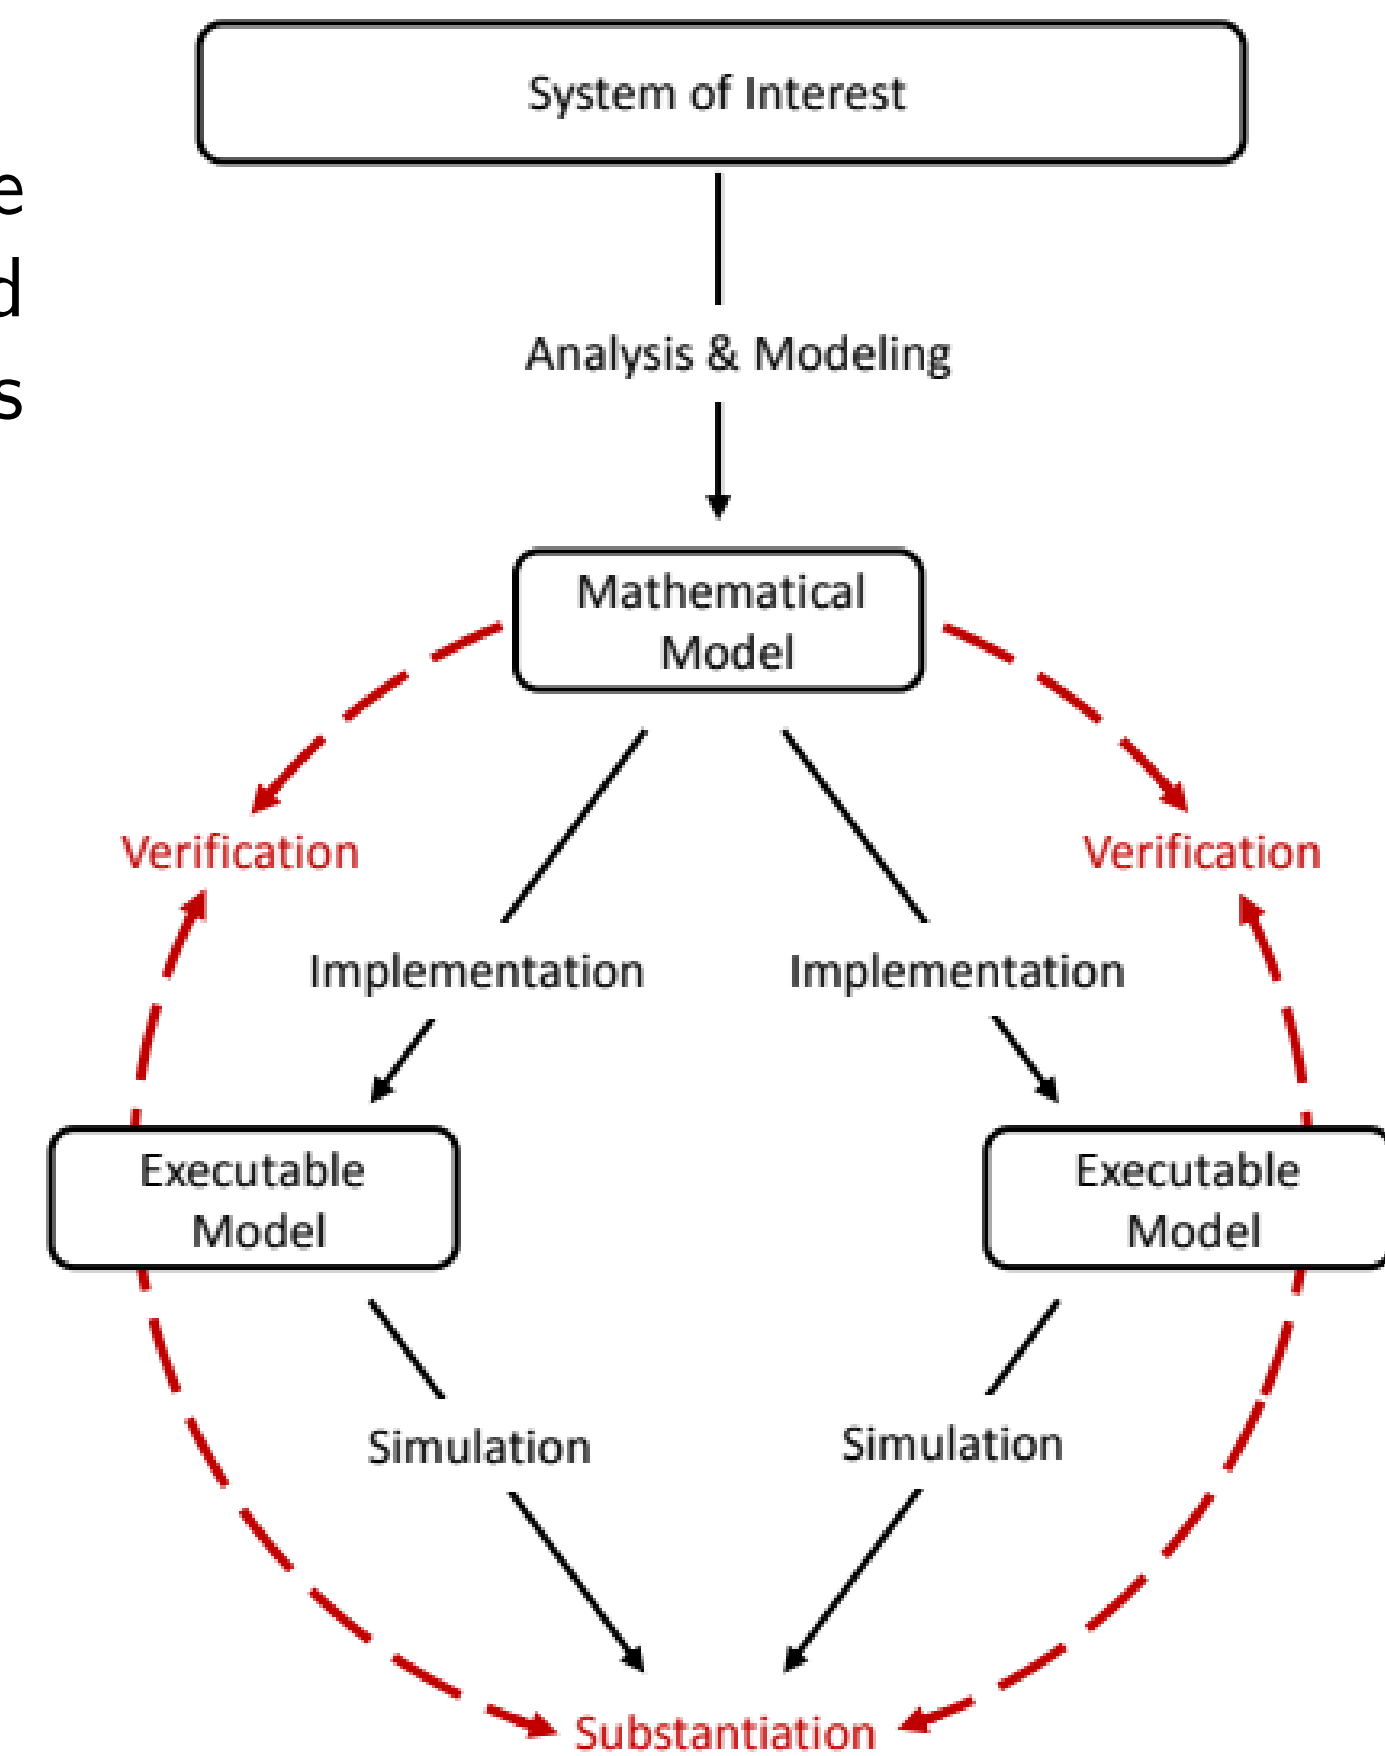 System of Interest
e
d
s
Analysis & Modeling
Mathematical
Model
Verification
Verification
Implementation
Implementation
Executable
Model
Executable
Model
Simulation
Simulation
Substantiation